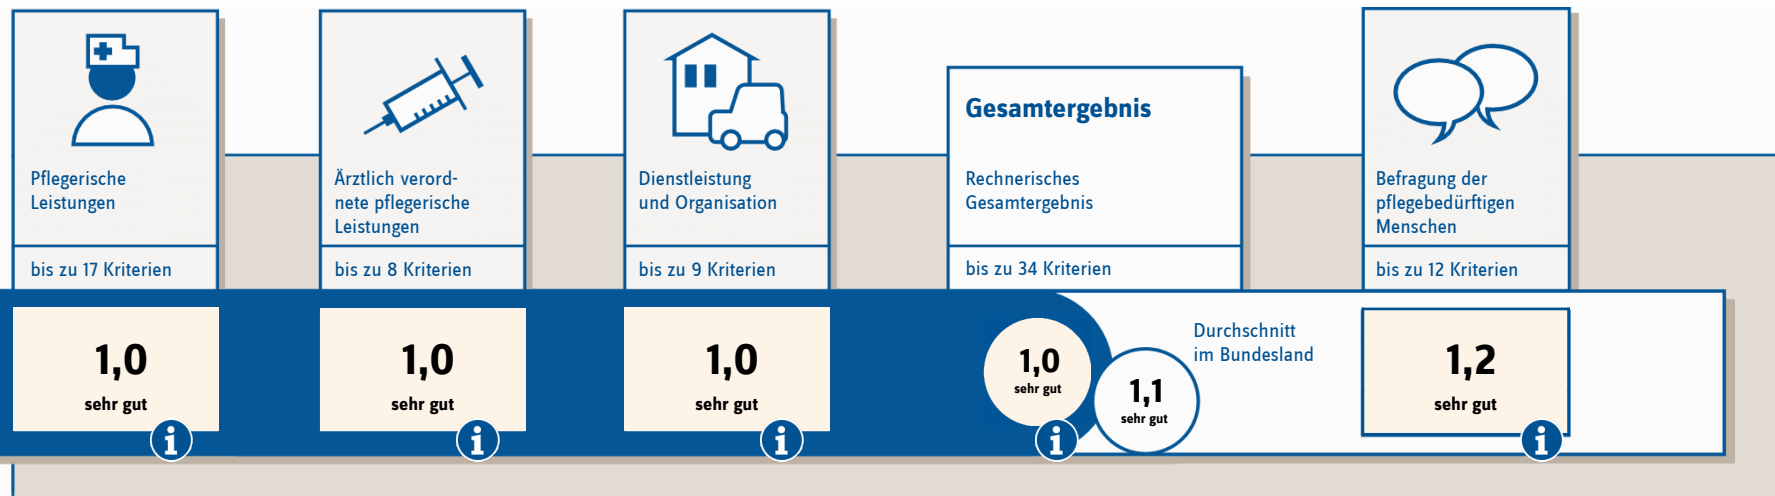 Pflegerische
Leistungen
bis zu 17 Kriterien
1,0
sehr gut
i
Ärztlich verord-
nete pflegerische
Leistungen
bis zu 8 Kriterien
1,0
sehr gut
i
Dienstleistung
und Organisation
bis zu 9 Kriterien
1,0
sehr gut
i
Gesamtergebnis
Rechnerisches
Gesamtergebnis
bis zu 34 Kriterien
1,0
sehr gut
i
1,1
sehr gut
Durchschnitt
im Bundesland
Befragung der
pflegebedürftigen
Menschen
bis zu 12 Kriterien
1,2
sehr gut
i